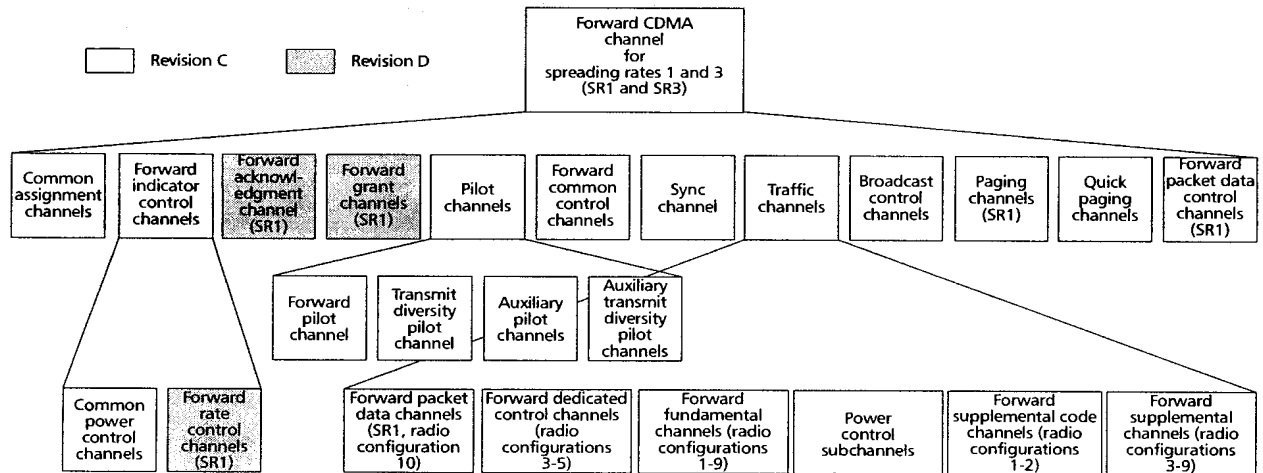 Forward CDMA
channel
for
spreading rates 1 and 3
(SR1 and SR3)
Revision C
Revision D
Common
assignment
channels
Forward
indicator
control
channels
Forward
acknowl-
edgment
channel
(SR1)
Forward
grant
channels
(SR1)
Pilot
channels
Forward
common
control
channels
Sync
channel
Traffic
channels
Broadcast
control
channels
Paging
channels
(SR1)
Quick
paging
channels
Forward
packet data
control
channels
(SR1)
Forward
pilot
channel
Transmit
diversity
pilot
channel
Auxiliary
pilot
channels
Auxiliary
transmit
diversity
pilot
channels
Common
power
control
channels
Forward
rate
control
channels
(SR1)
Forward packet
data channels
(SR1, radio
configuration
10)
Forward dedicated
control channels
(radio
configurations
3-5)
Forward
fundamental
channels (radio
configurations
1-9)
Power
control
subchannels
Forward
supplemental code
channels (radio
configurations
1-2)
Forward
supplemental
channels (radio
configurations
3-9)